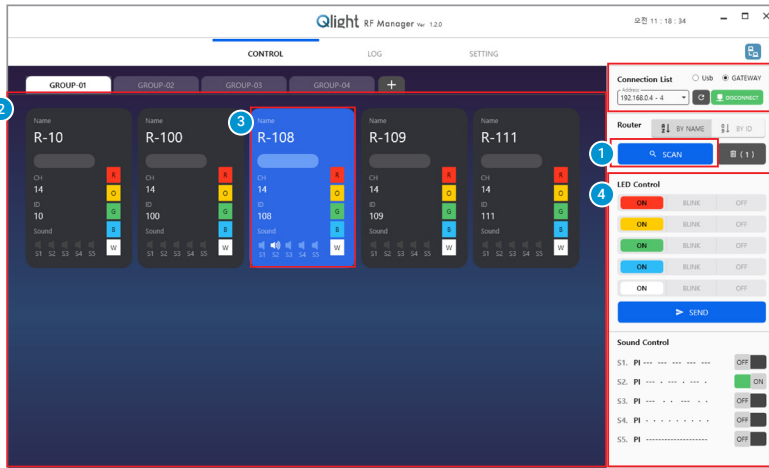 Qlight RF Manager Ver 1.2.0
오전 11 : 18 : 34
CONTROL LOG SETTING
GROUP-01 GROUP-02 GROUP-03 GROUP-04 +
2
3
Name
R-10
CH
14
ID
10
Sound
S1 S2 S3 S4 S5
R
O
G
B
W
Name
R-100
CH
14
ID
100
Sound
S1 S2 S3 S4 S5
R
O
G
B
W
Name
R-108
CH
14
ID
108
Sound
S1 S2 S3 S4 S5
R
O
G
B
W
Name
R-109
CH
14
ID
109
Sound
S1 S2 S3 S4 S5
R
O
G
B
W
Name
R-111
CH
14
ID
111
Sound
S1 S2 S3 S4 S5
R
O
G
B
W
Connection List Usb GATEWAY
Address
192.168.0.4 - 4 DISCONNECT
Router BY NAME BY ID
1
SCAN ( 1 )
4
LED Control
ON BLINK OFF
ON BLINK OFF
ON BLINK OFF
ON BLINK OFF
ON BLINK OFF
SEND
Sound Control
S1. PI --- --- --- --- --- OFF
S2. PI --- . --- . --- . ON
S3. PI --- . . --- . OFF
S4. PI . . . . . . . . . OFF
S5. PI -------------------- OFF